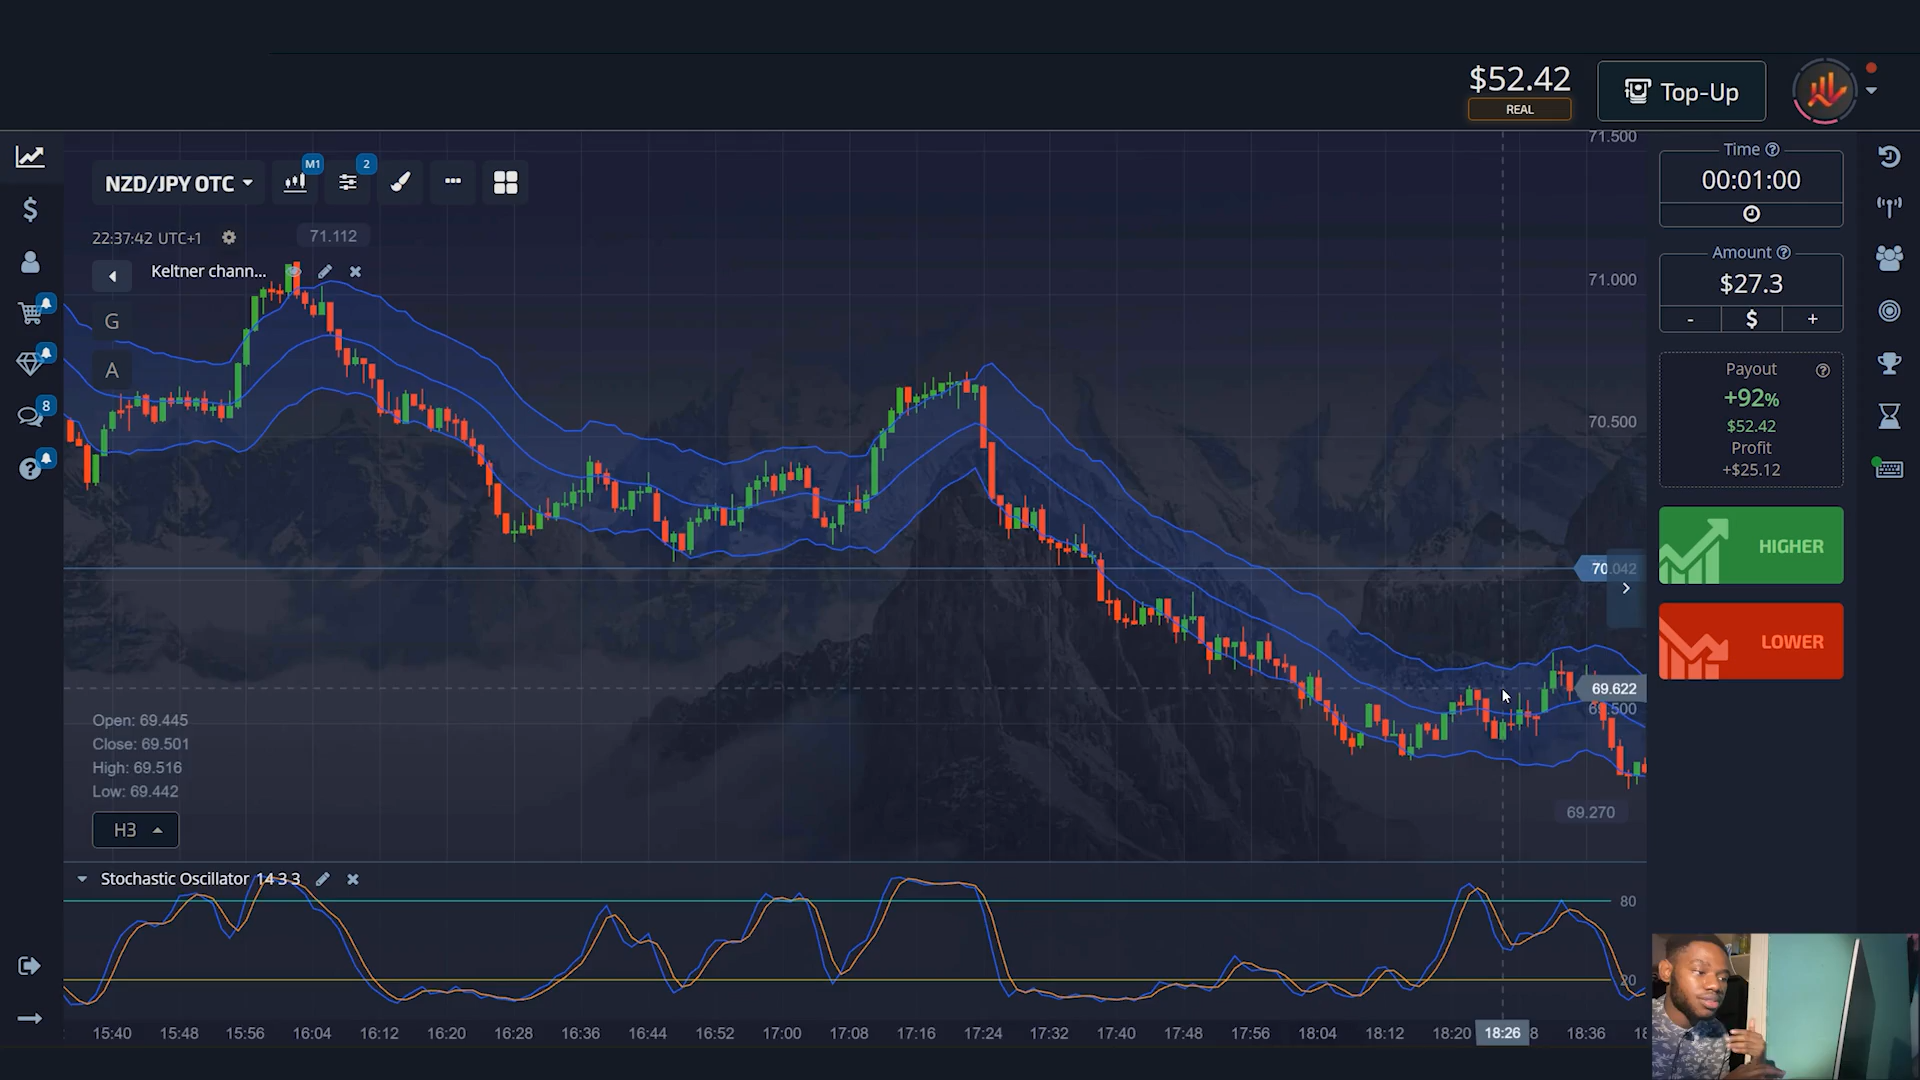 $52.42
REAL
Top-Up
71.500
M1
2
NZD/JPY OTC
22:37:42 UTC+1
71.112
Keltner chann...
G
A
8
71.000
70.500
70.042
69.622
69.500
69.270
Open: 69.445
Close: 69.501
High: 69.516
Low: 69.442
H3
Time
00:01:00
Amount
$27.3
- $ +
Payout
+92%
$52.42
Profit
+$25.12
HIGHER
LOWER
Stochastic Oscillator 14 3 3
80
20
15:40 15:48 15:56 16:04 16:12 16:20 16:28 16:36 16:44 16:52 17:00 17:08 17:16 17:24 17:32 17:40 17:48 17:56 18:04 18:12 18:20 18:26 8 18:36 18